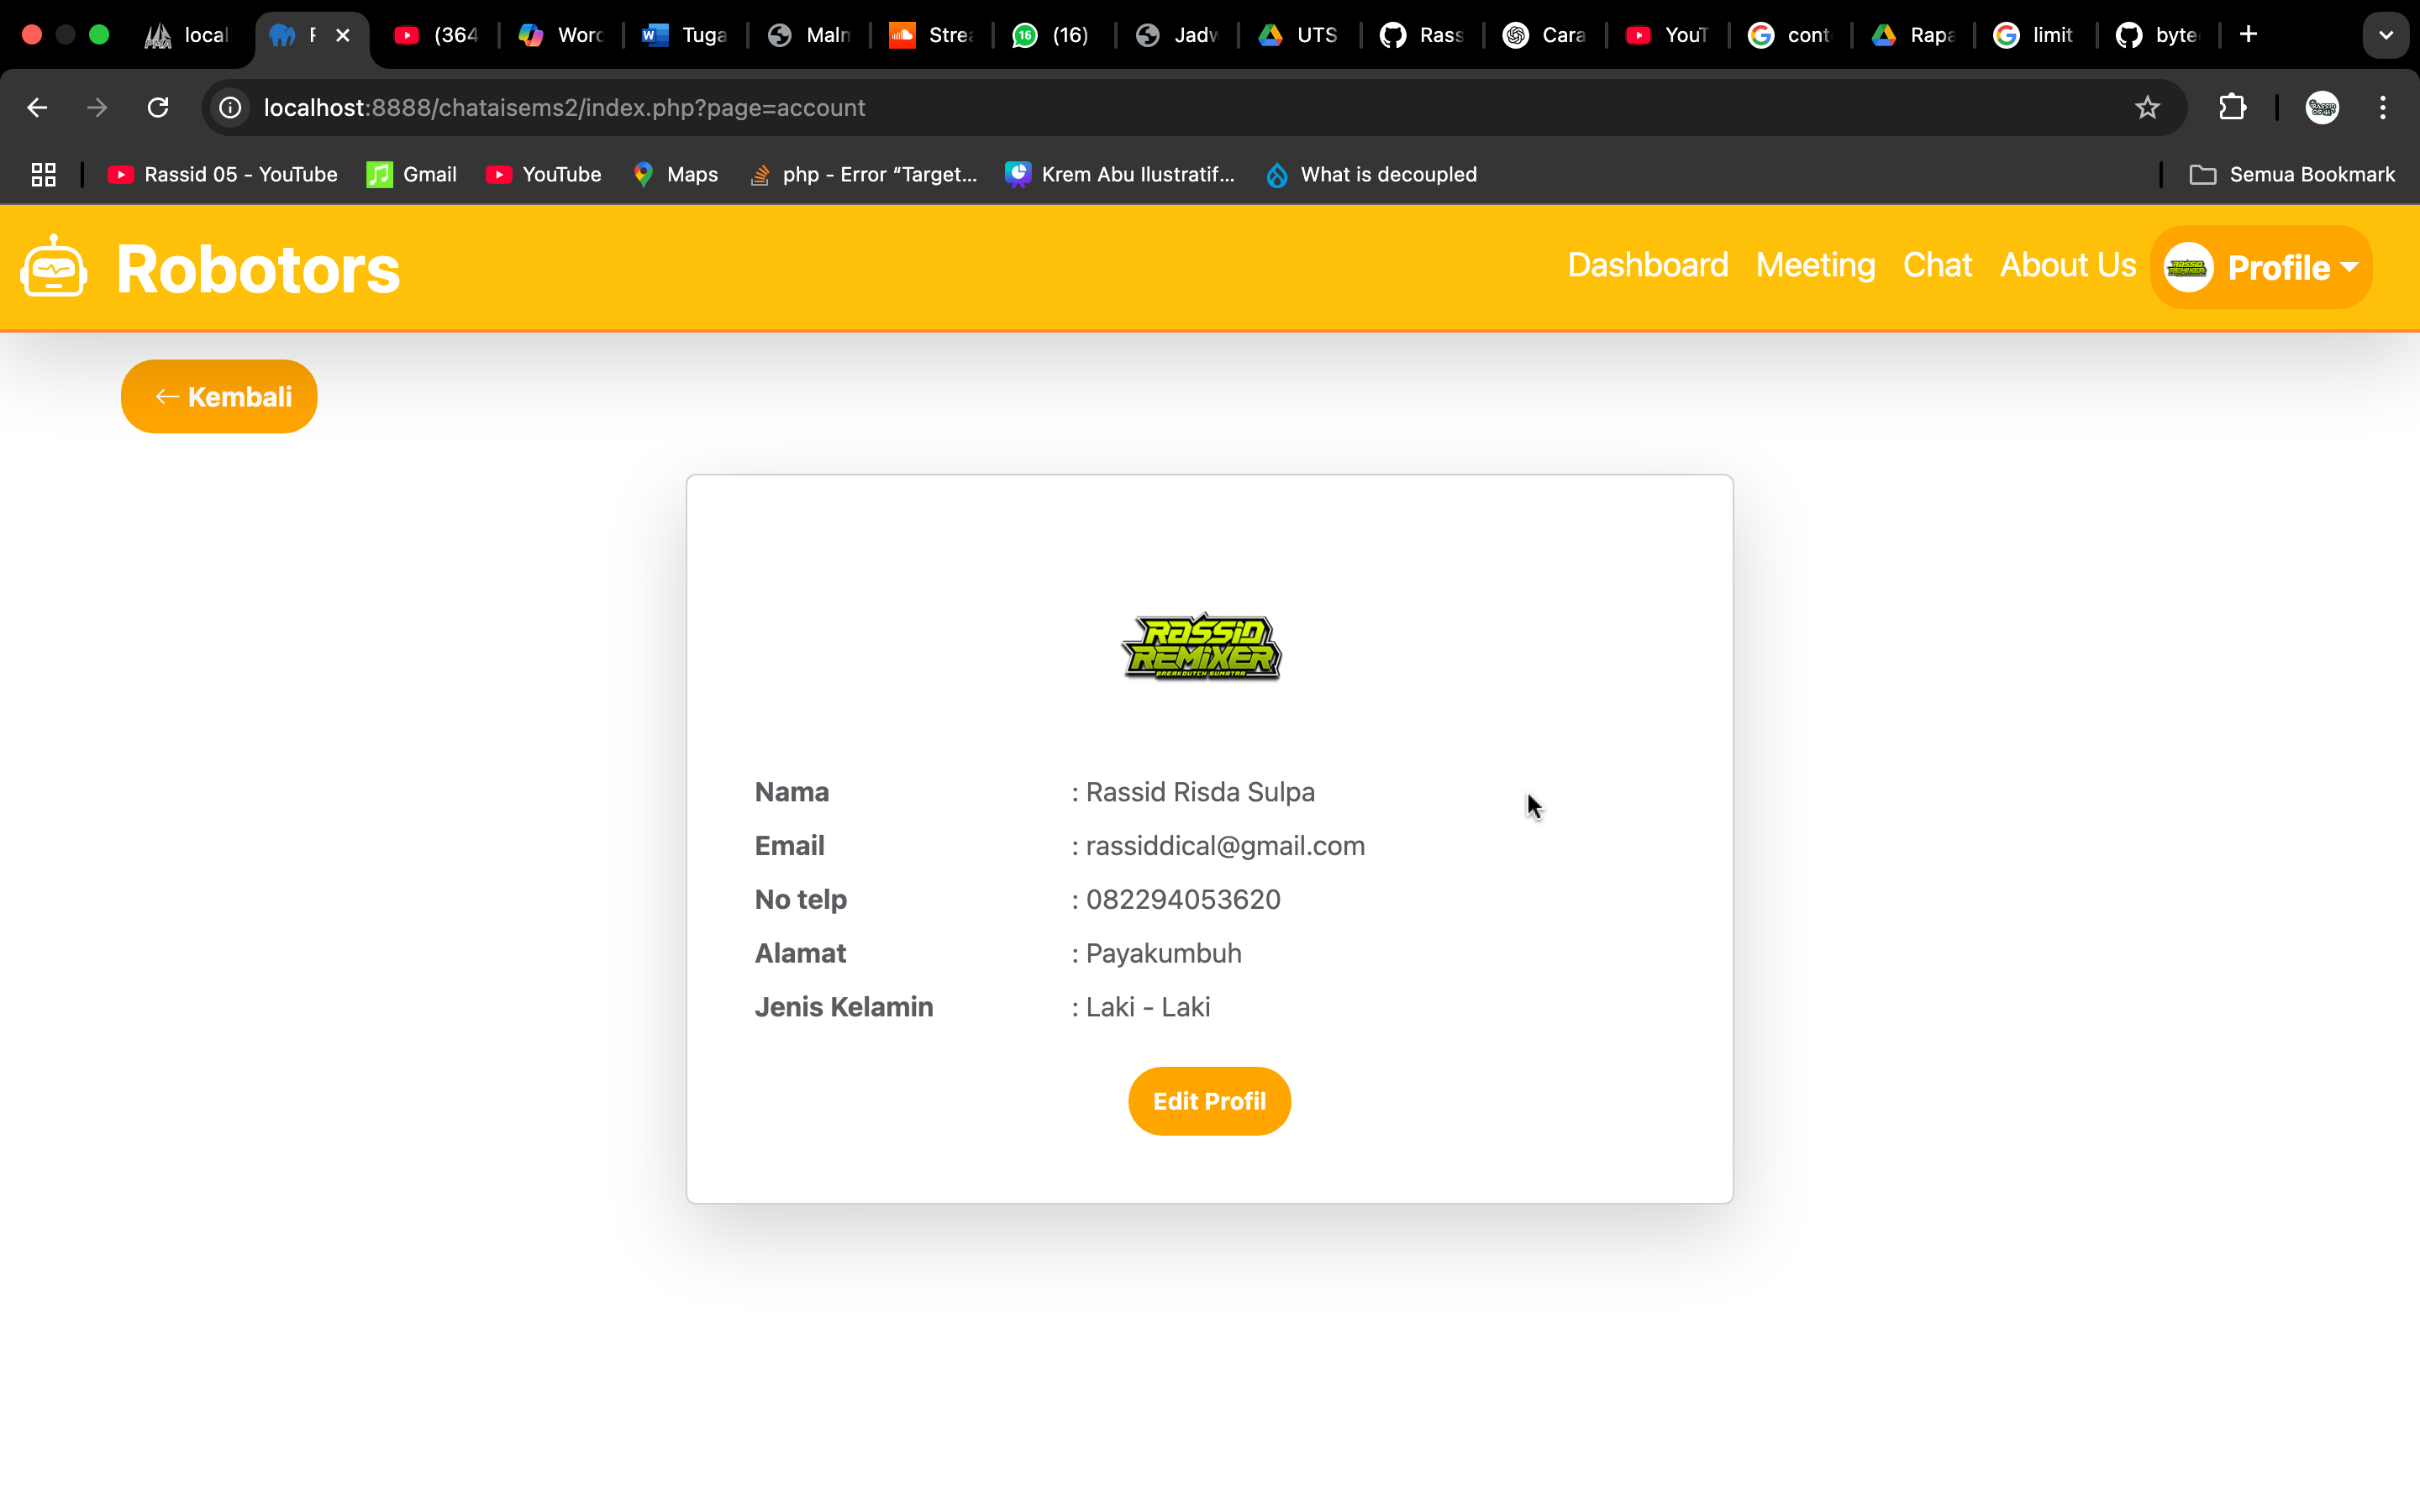 local
F
(364
Word
Tuga
Maln
Strea
16 (16)
Jadw
UTS
Rass
Cara
YouT
cont
Rapa
limit
byte
localhost:8888/chataisems2/index.php?page=account
Rassid 05 - YouTube
Gmail
YouTube
Maps
php - Error “Target...
Krem Abu Ilustratif...
What is decoupled
Semua Bookmark
Robotors
Dashboard Meeting Chat About Us Profile
← Kembali
RASSID
REMIXER
BREAKDUTCH SUMATRA
Nama : Rassid Risda Sulpa
Email : rassiddical@gmail.com
No telp : 082294053620
Alamat : Payakumbuh
Jenis Kelamin : Laki - Laki
Edit Profil